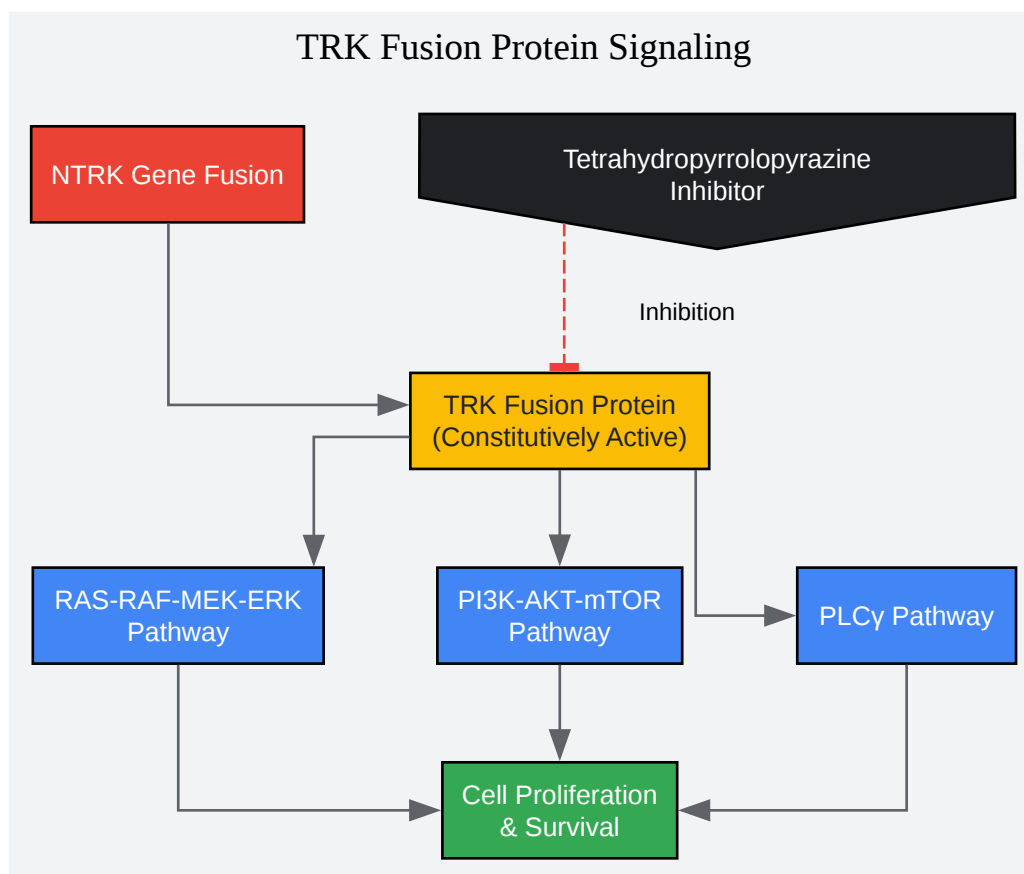 TRK Fusion Protein Signaling
NTRK Gene Fusion
Tetrahydropyrrolopyrazine
Inhibitor
Inhibition
TRK Fusion Protein
(Constitutively Active)
RAS-RAF-MEK-ERK
Pathway
PI3K-AKT-mTOR
Pathway
PLCγ Pathway
Cell Proliferation
& Survival